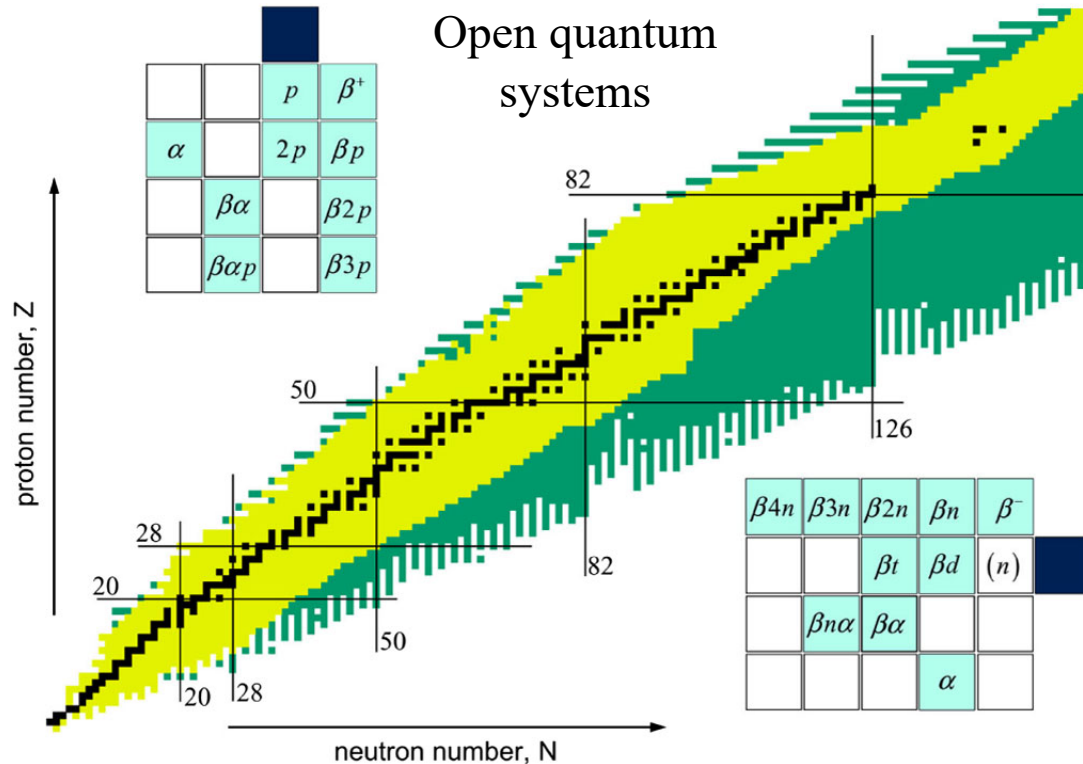 Open quantum
systems
p β⁺
α 2p βp
βα β2p
βαp β3p
proton number, Z
82
50
28
20
20
28
50
82
126
β4n β3n β2n βn β⁻
βt βd (n)
βnα βα
α
neutron number, N